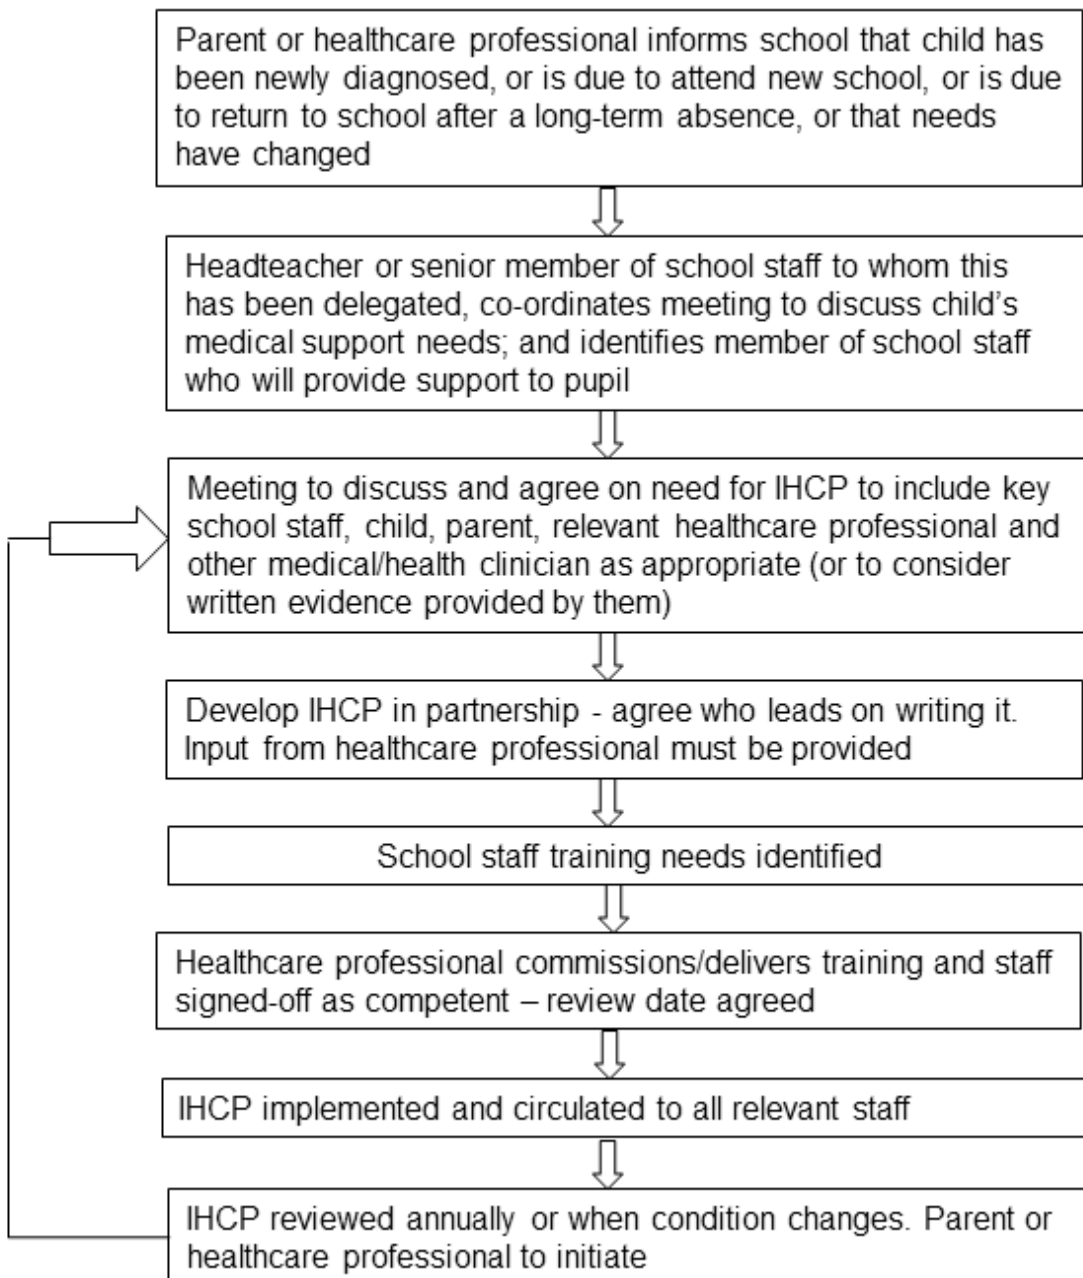 Parent or healthcare professional informs school that child has
been newly diagnosed, or is due to attend new school, or is due
to return to school after a long-term absence, or that needs
have changed
Headteacher or senior member of school staff to whom this
has been delegated, co-ordinates meeting to discuss child's
medical support needs; and identifies member of school staff
who will provide support to pupil
Meeting to discuss and agree on need for IHCP to include key
school staff, child, parent, relevant healthcare professional and
other medical/health clinician as appropriate (or to consider
written evidence provided by them)
Develop IHCP in partnership - agree who leads on writing it.
Input from healthcare professional must be provided
School staff training needs identified
Healthcare professional commissions/delivers training and staff
signed-off as competent – review date agreed
IHCP implemented and circulated to all relevant staff
IHCP reviewed annually or when condition changes. Parent or
healthcare professional to initiate